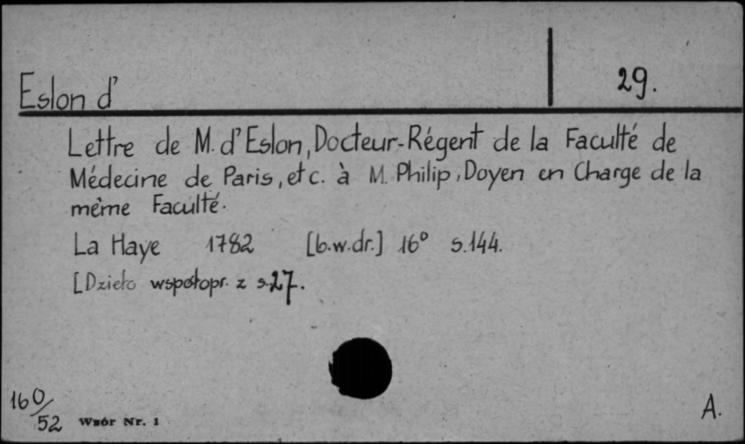 Eslon d'
29.
Lettre de M. d'Eslon, Docteur-Régent de la Faculté de
Médecine de Paris, etc. à M. Philip, Doyen en Charge de la
même Faculté.
La Haye 1782 [b.w.dr.] 16° s.144.
[Dzieło współopr. z s.27.
160/52
Wzór Nr. 1
A.